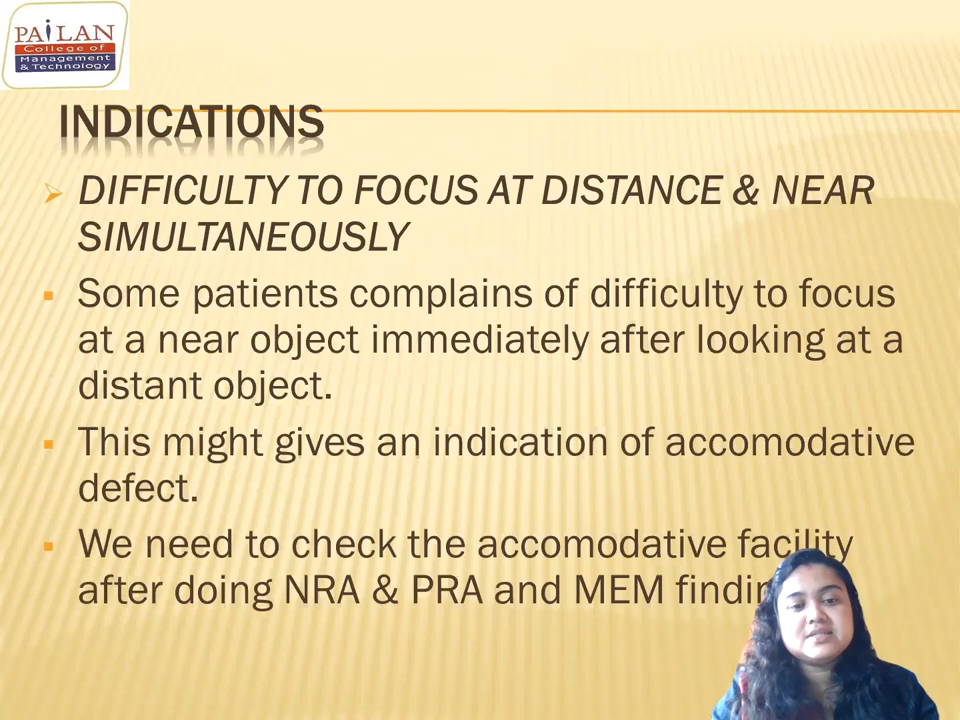 PAiLAN
College of
Management
& Technology
INDICATIONS
DIFFICULTY TO FOCUS AT DISTANCE & NEAR
SIMULTANEOUSLY
Some patients complains of difficulty to focus
at a near object immediately after looking at a
distant object.
This might gives an indication of accomodative
defect.
We need to check the accomodative facility
after doing NRA & PRA and MEM